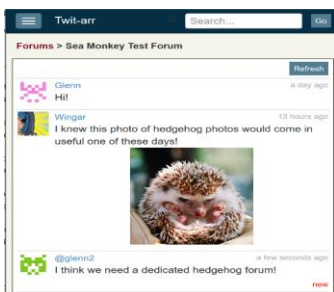 Twit-arr
Search...
Go
Forums > Sea Monkey Test Forum
Refresh
Glenn
a day ago
Hi!
Wingar
13 hours ago
I knew this photo of hedgehog photos would come in
useful one of these days!
@glenn2
a few seconds ago
I think we need a dedicated hedgehog forum!
new